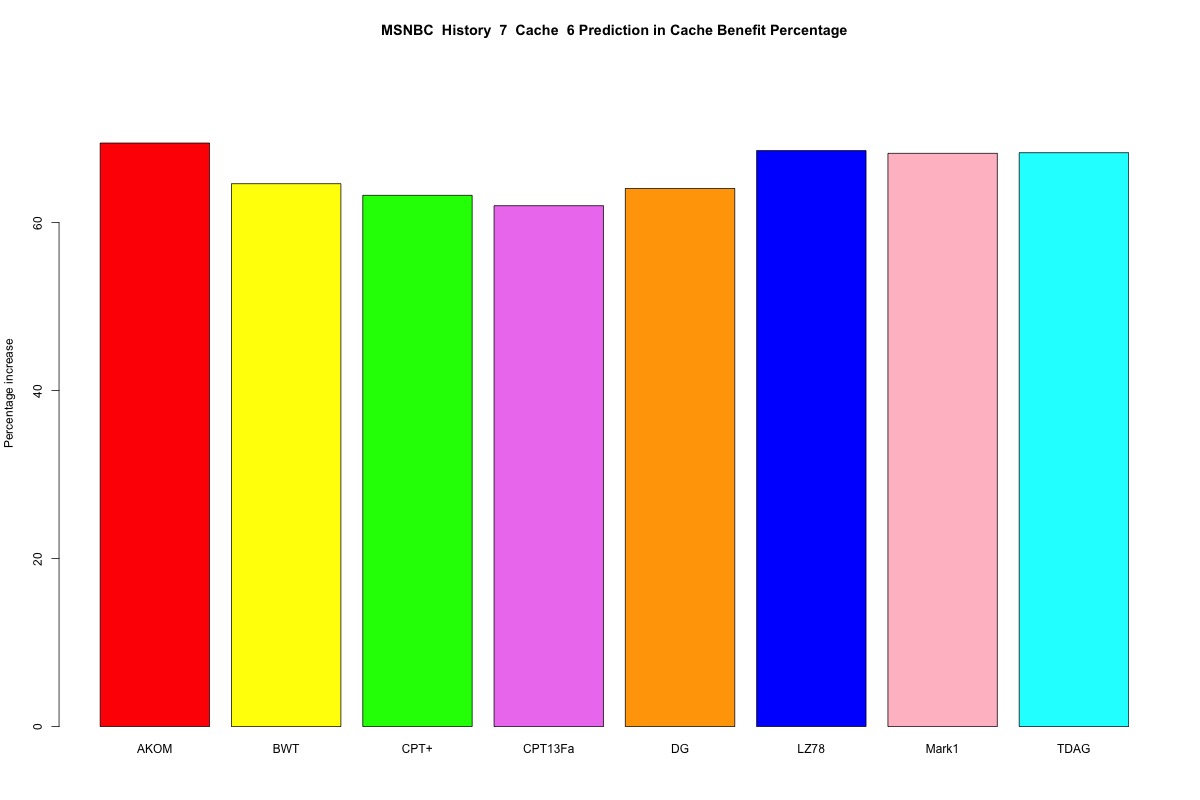 MSNBC  History  7  Cache  6 Prediction in Cache Benefit Percentage
Percentage increase
60
40
20
0
AKOM BWT CPT+ CPT13Fa DG LZ78 Mark1 TDAG